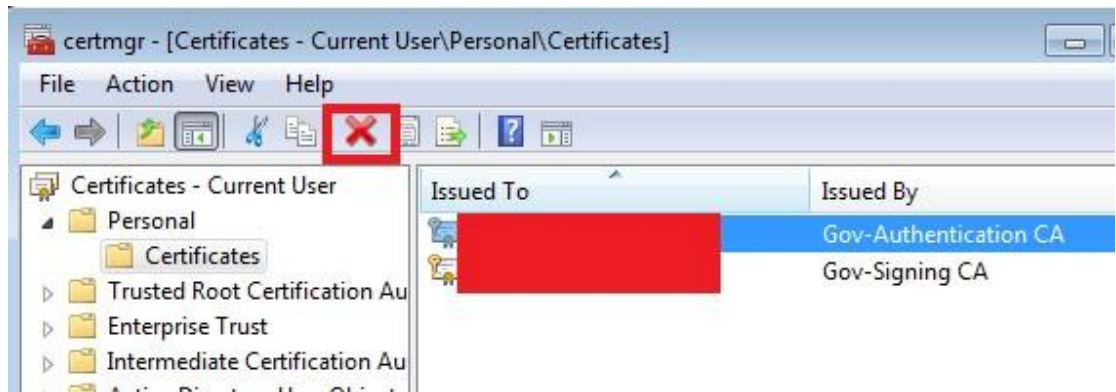 certmgr - [Certificates - Current User\Personal\Certificates]
File Action View Help
Certificates - Current User
Personal
Certificates
Trusted Root Certification Au
Enterprise Trust
Intermediate Certification Au
Issued To
Issued By
Gov-Authentication CA
Gov-Signing CA